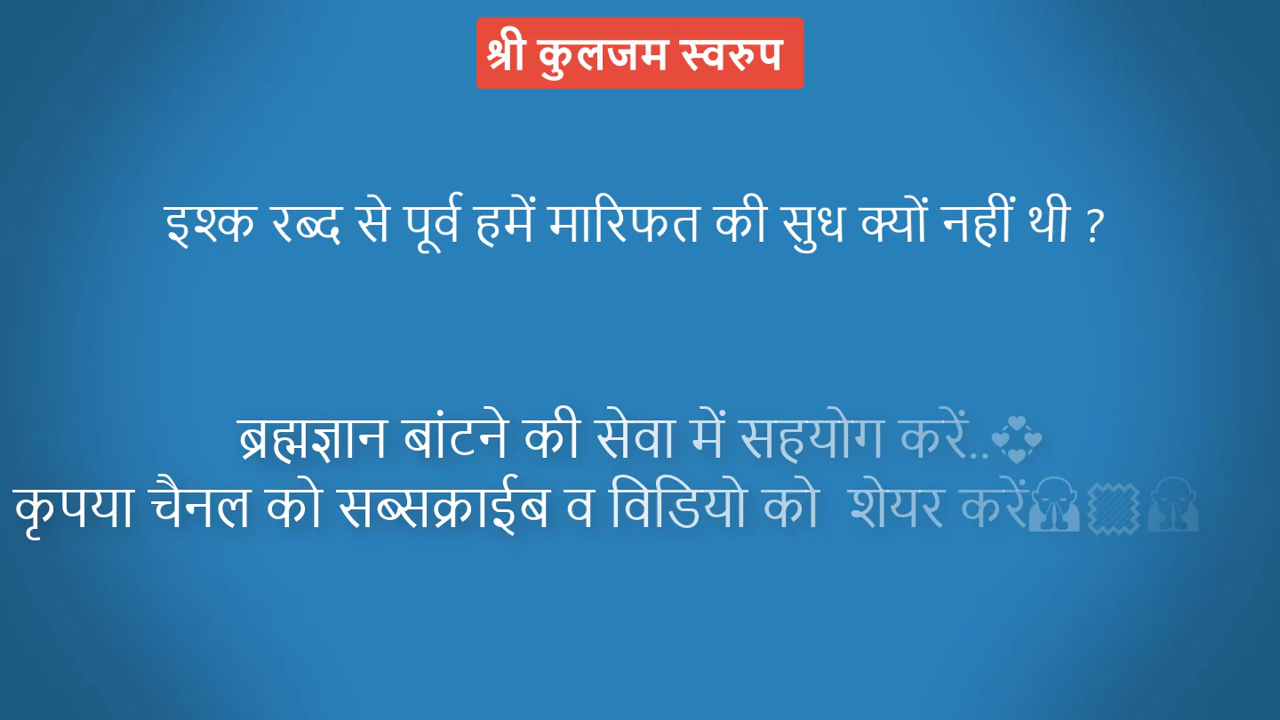 श्री कुलजम स्वरुप
इश्क रब्द से पूर्व हमें मारिफत की सुध क्यों नहीं थी ?
ब्रह्मज्ञान बांटने की सेवा में सहयोग करें..💞
कृपया चैनल को सब्सक्राईब व विडियो को शेयर करें